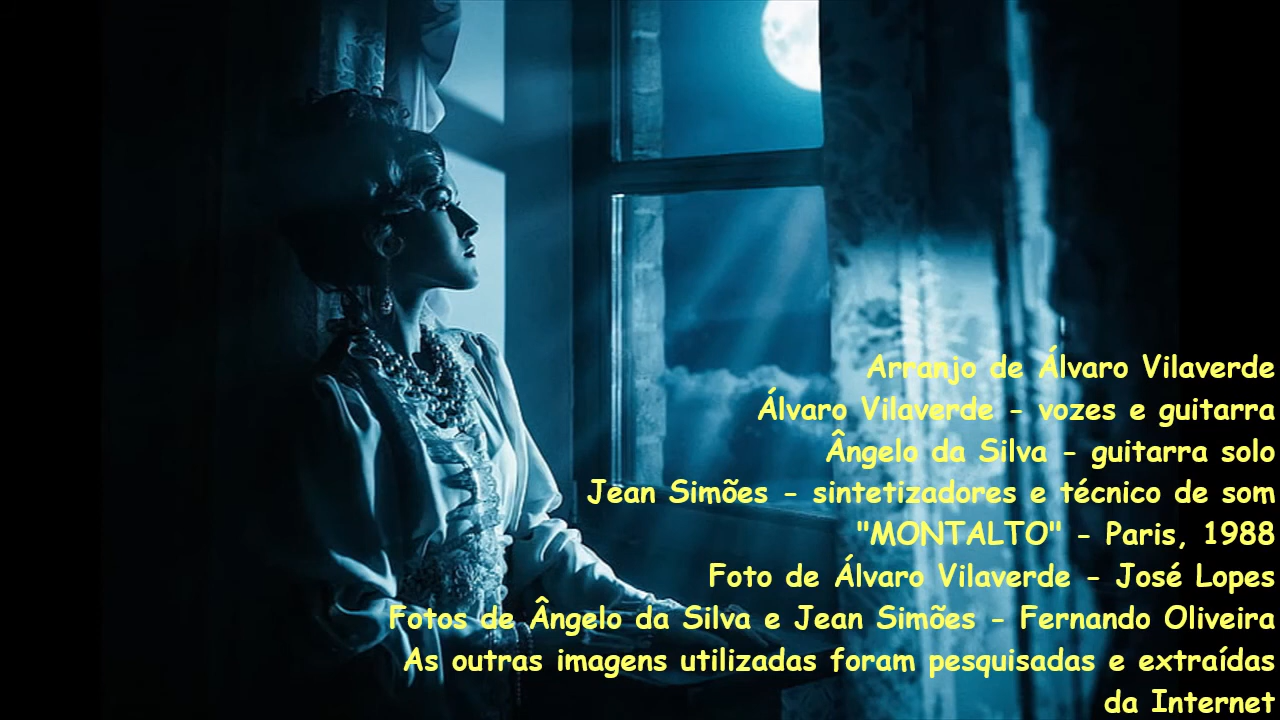 Arranjo de Álvaro Vilaverde
Álvaro Vilaverde - vozes e guitarra
Ângelo da Silva - guitarra solo
Jean Simões - sintetizadores e técnico de som
"MONTALTO" - Paris, 1988
Foto de Álvaro Vilaverde - José Lopes
Fotos de Ângelo da Silva e Jean Simões - Fernando Oliveira
As outras imagens utilizadas foram pesquisadas e extraídas
da Internet